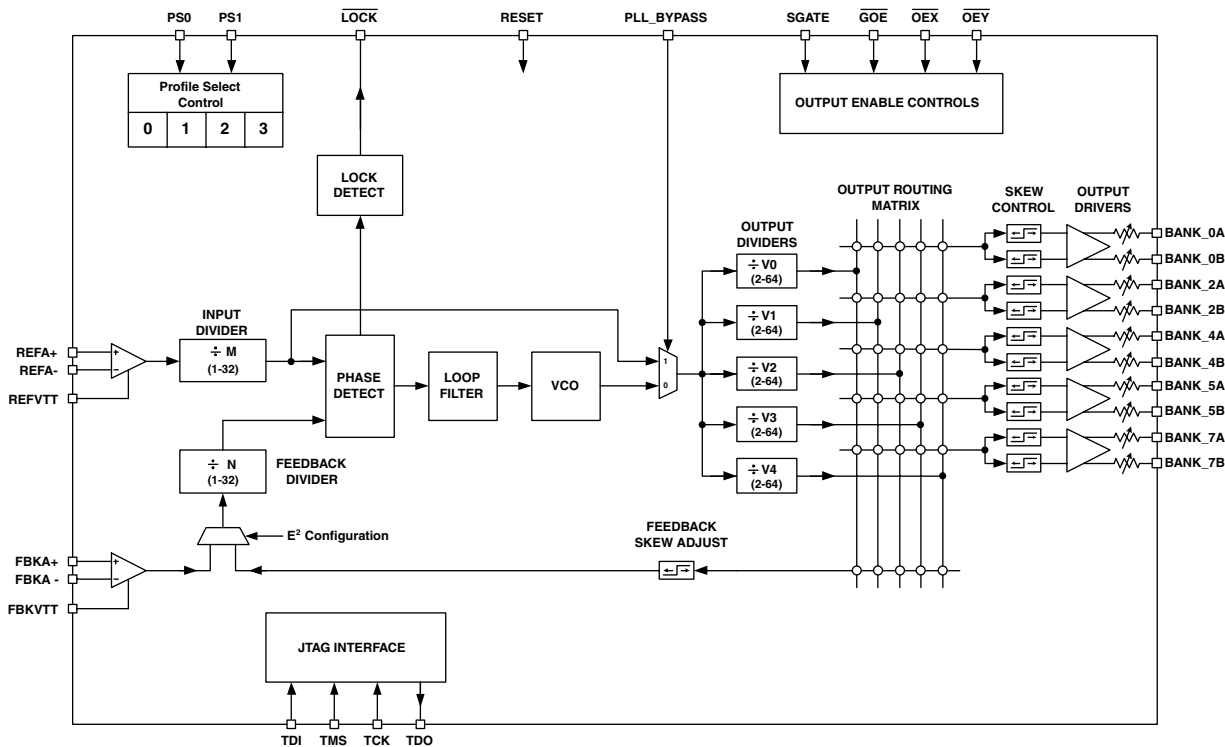 PS0
PS1
LOCK
RESET
PLL_BYPASS
SGATE
GOE
OEX
OEY
Profile Select
Control
0
1
2
3
OUTPUT ENABLE CONTROLS
LOCK
DETECT
OUTPUT ROUTING
MATRIX
SKEW
CONTROL
OUTPUT
DRIVERS
OUTPUT
DIVIDERS
BANK_0A
BANK_0B
BANK_2A
BANK_2B
BANK_4A
BANK_4B
BANK_5A
BANK_5B
BANK_7A
BANK_7B
÷ V0
(2-64)
÷ V1
(2-64)
÷ V2
(2-64)
÷ V3
(2-64)
÷ V4
(2-64)
INPUT
DIVIDER
÷ M
(1-32)
REFA+
REFA-
REFVTT
+
−
PHASE
DETECT
LOOP
FILTER
VCO
1
0
÷ N
(1-32)
FEEDBACK
DIVIDER
E² Configuration
FEEDBACK
SKEW ADJUST
FBKA+
FBKA -
FBKVTT
+
−
JTAG INTERFACE
TDI
TMS
TCK
TDO